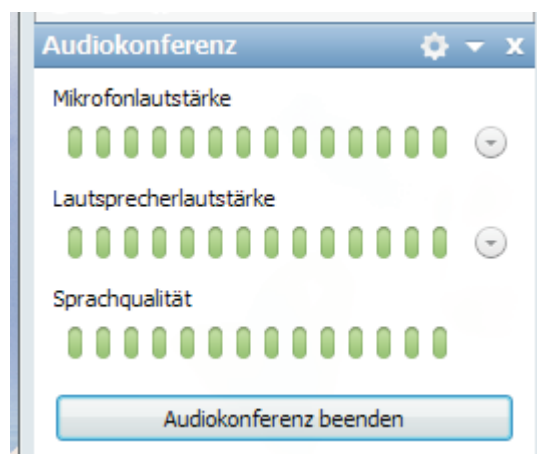 Audiokonferenz
Mikrofonlautstärke
Lautsprecherlautstärke
Sprachqualität
Audiokonferenz beenden